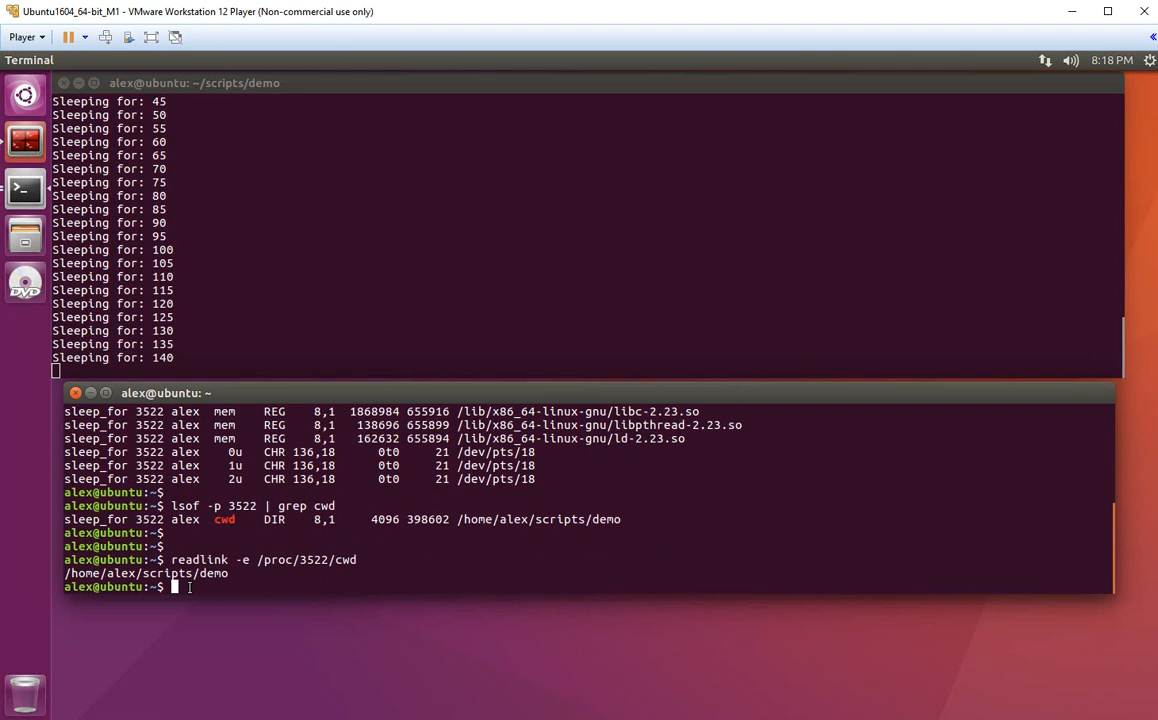 Ubuntu1604_64-bit_M1 - VMware Workstation 12 Player (Non-commercial use only)
Player
Terminal
8:18 PM
alex@ubuntu: ~/scripts/demo
Sleeping for: 45
Sleeping for: 50
Sleeping for: 55
Sleeping for: 60
Sleeping for: 65
Sleeping for: 70
Sleeping for: 75
Sleeping for: 80
Sleeping for: 85
Sleeping for: 90
Sleeping for: 95
Sleeping for: 100
Sleeping for: 105
Sleeping for: 110
Sleeping for: 115
Sleeping for: 120
Sleeping for: 125
Sleeping for: 130
Sleeping for: 135
Sleeping for: 140
alex@ubuntu: ~
sleep_for 3522 alex  mem    REG    8,1  1868984 655916 /lib/x86_64-linux-gnu/libc-2.23.so
sleep_for 3522 alex  mem    REG    8,1   138696 655899 /lib/x86_64-linux-gnu/libpthread-2.23.so
sleep_for 3522 alex  mem    REG    8,1   162632 655894 /lib/x86_64-linux-gnu/ld-2.23.so
sleep_for 3522 alex    0u   CHR 136,18      0t0     21 /dev/pts/18
sleep_for 3522 alex    1u   CHR 136,18      0t0     21 /dev/pts/18
sleep_for 3522 alex    2u   CHR 136,18      0t0     21 /dev/pts/18
alex@ubuntu:~$
alex@ubuntu:~$ lsof -p 3522 | grep cwd
sleep_for 3522 alex  cwd    DIR    8,1     4096 398602 /home/alex/scripts/demo
alex@ubuntu:~$
alex@ubuntu:~$
alex@ubuntu:~$ readlink -e /proc/3522/cwd
/home/alex/scripts/demo
alex@ubuntu:~$
DVD